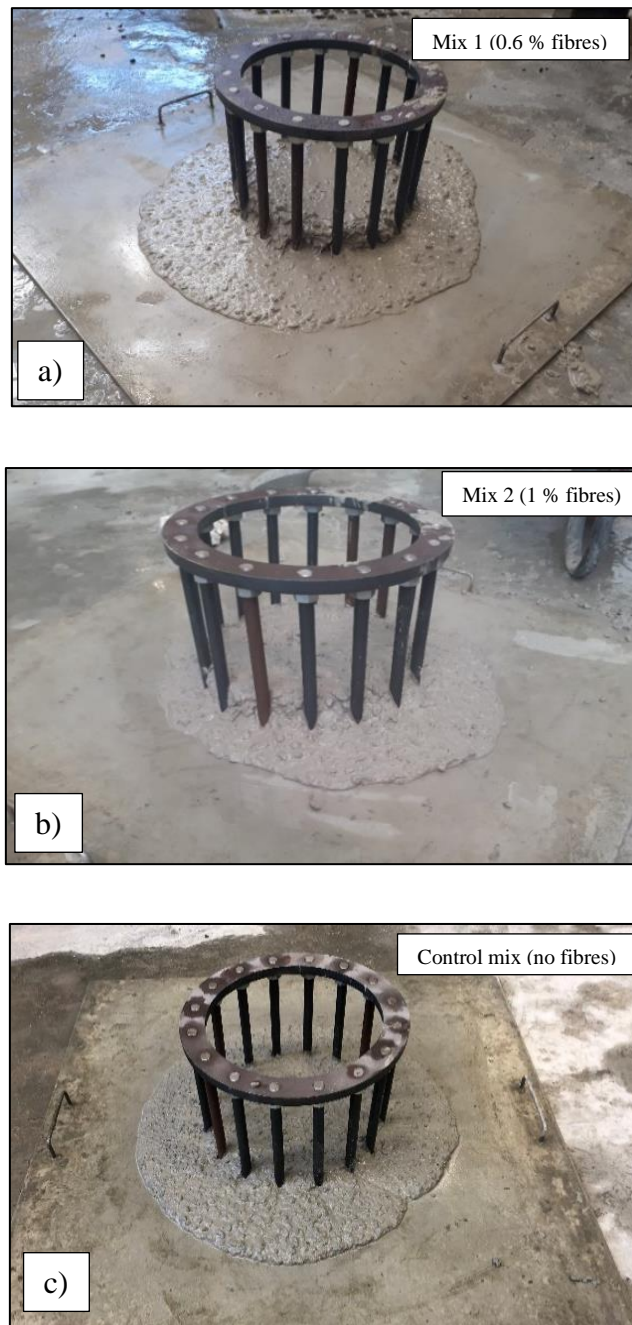 Mix 1 (0.6 % fibres)
a)
Mix 2 (1 % fibres)
b)
Control mix (no fibres)
c)